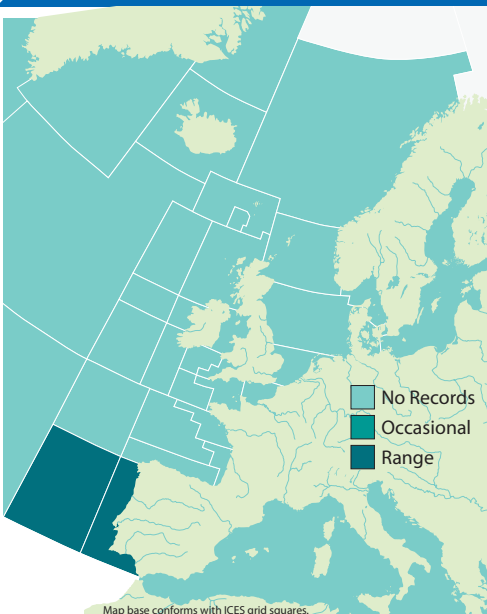 No Records
Occasional
Range
Map base conforms with ICES grid squares.